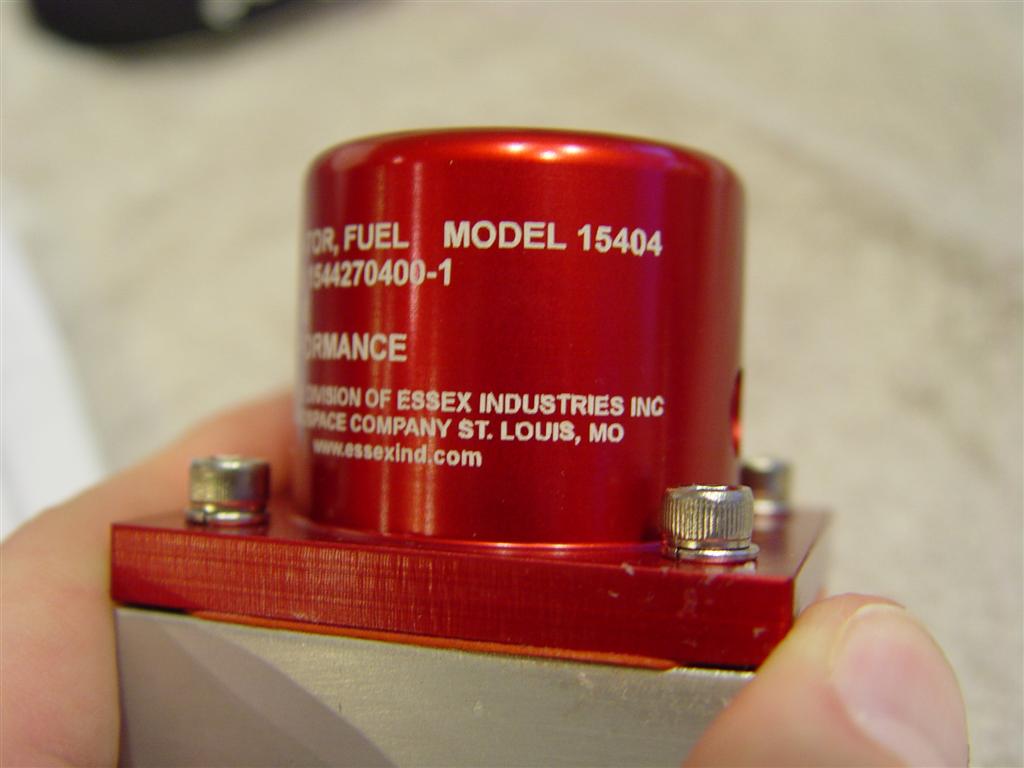 TOR, FUEL MODEL 15404
1544270400-1
ORMANCE
DIVISION OF ESSEX INDUSTRIES INC
SPACE COMPANY ST. LOUIS, MO
www.essexind.com